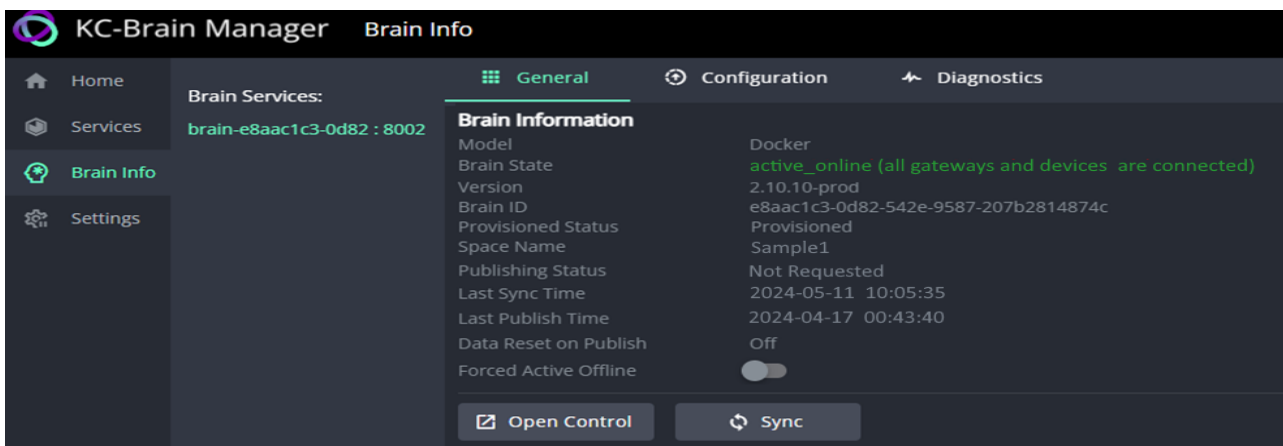 KC-Brain Manager Brain Info
Home
Services
Brain Info
Settings
Brain Services:
brain-e8aac1c3-0d82 : 8002
General Configuration Diagnostics
Brain Information
Model Docker
Brain State active_online (all gateways and devices are connected)
Version 2.10.10-prod
Brain ID e8aac1c3-0d82-542e-9587-207b2814874c
Provisioned Status Provisioned
Space Name Sample1
Publishing Status Not Requested
Last Sync Time 2024-05-11 10:05:35
Last Publish Time 2024-04-17 00:43:40
Data Reset on Publish Off
Forced Active Offline
Open Control Sync